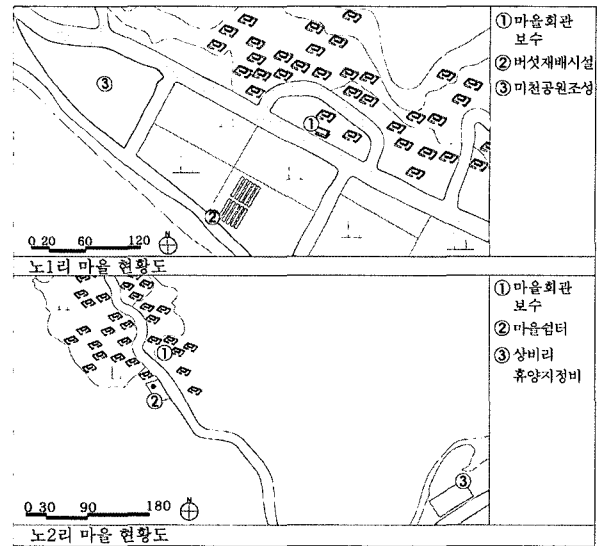 ①마을회관
보수
②버섯재배시설
③미천공원조성
③
①
②
0 20 60 120
N
노1리 마을 현황도
①마을회관
보수
②마을쉼터
③상비리
휴양지정비
①
②
③
0 30 90 180
N
노2리 마을 현황도